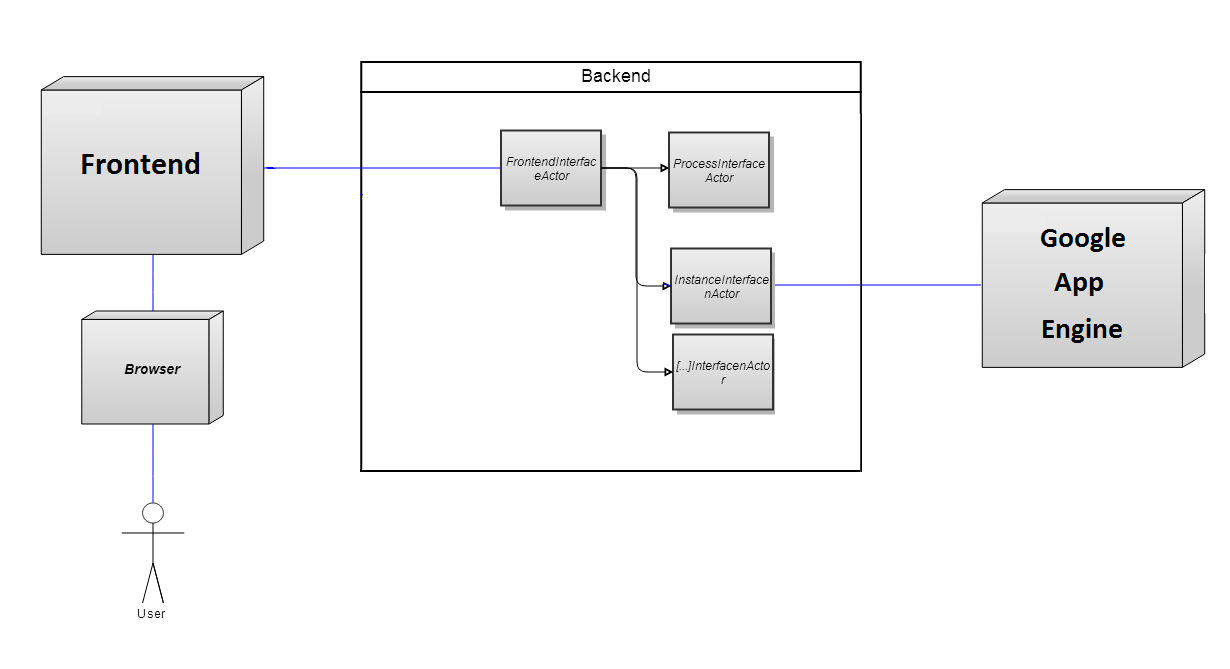 Backend
Frontend
FrontendInterfac
eActor
ProcessInterface
Actor
Google
App
Engine
InstanceInterface
nActor
Browser
[...]InterfacenActo
r
User